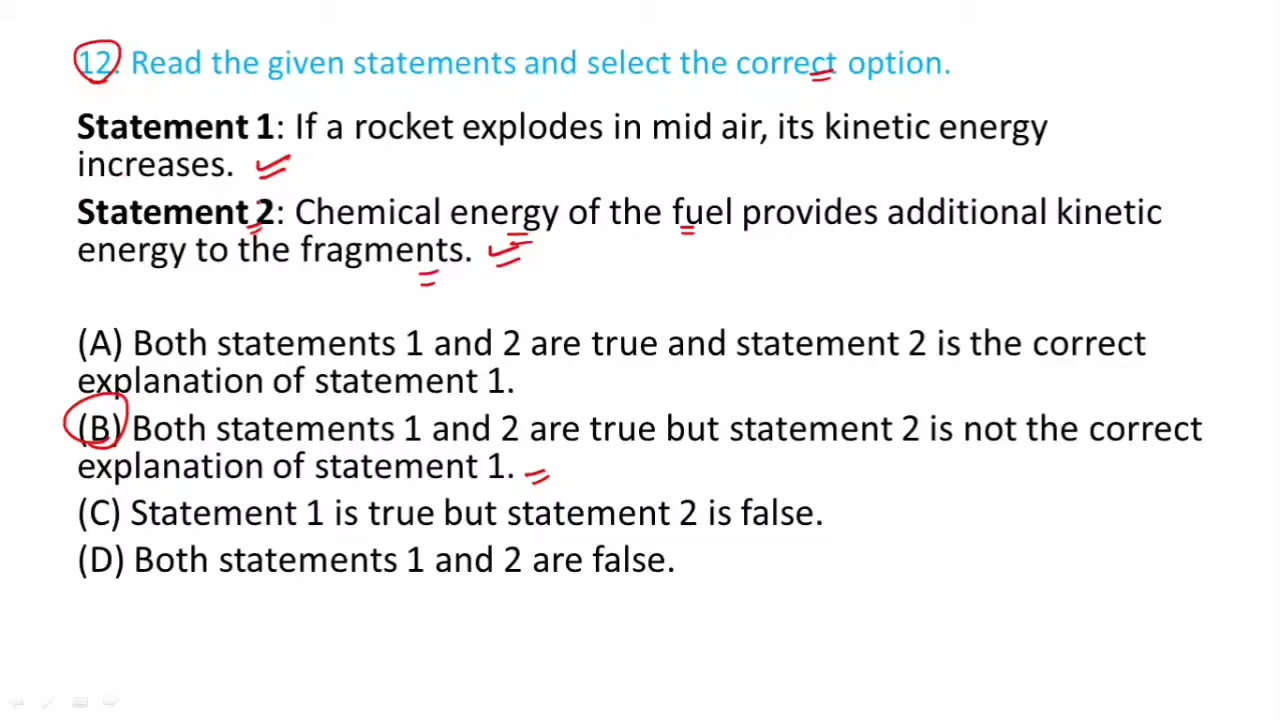 12. Read the given statements and select the correct option.
Statement 1: If a rocket explodes in mid air, its kinetic energy
increases.
Statement 2: Chemical energy of the fuel provides additional kinetic
energy to the fragments.
(A) Both statements 1 and 2 are true and statement 2 is the correct
explanation of statement 1.
(B) Both statements 1 and 2 are true but statement 2 is not the correct
explanation of statement 1.
(C) Statement 1 is true but statement 2 is false.
(D) Both statements 1 and 2 are false.